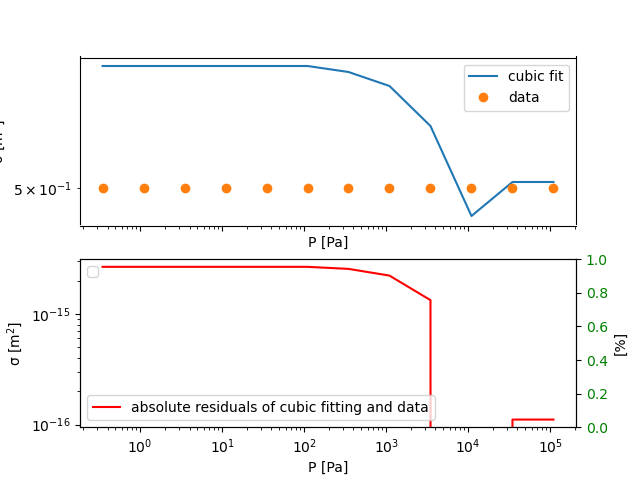 cubic fit
data
5 × 10⁻¹
P [Pa]
σ [m²]
10⁻¹⁵
10⁻¹⁶
absolute residuals of cubic fitting and data
1.0
0.8
0.6
0.4
0.2
0.0
[%]
10⁰
10¹
10²
10³
10⁴
10⁵
P [Pa]